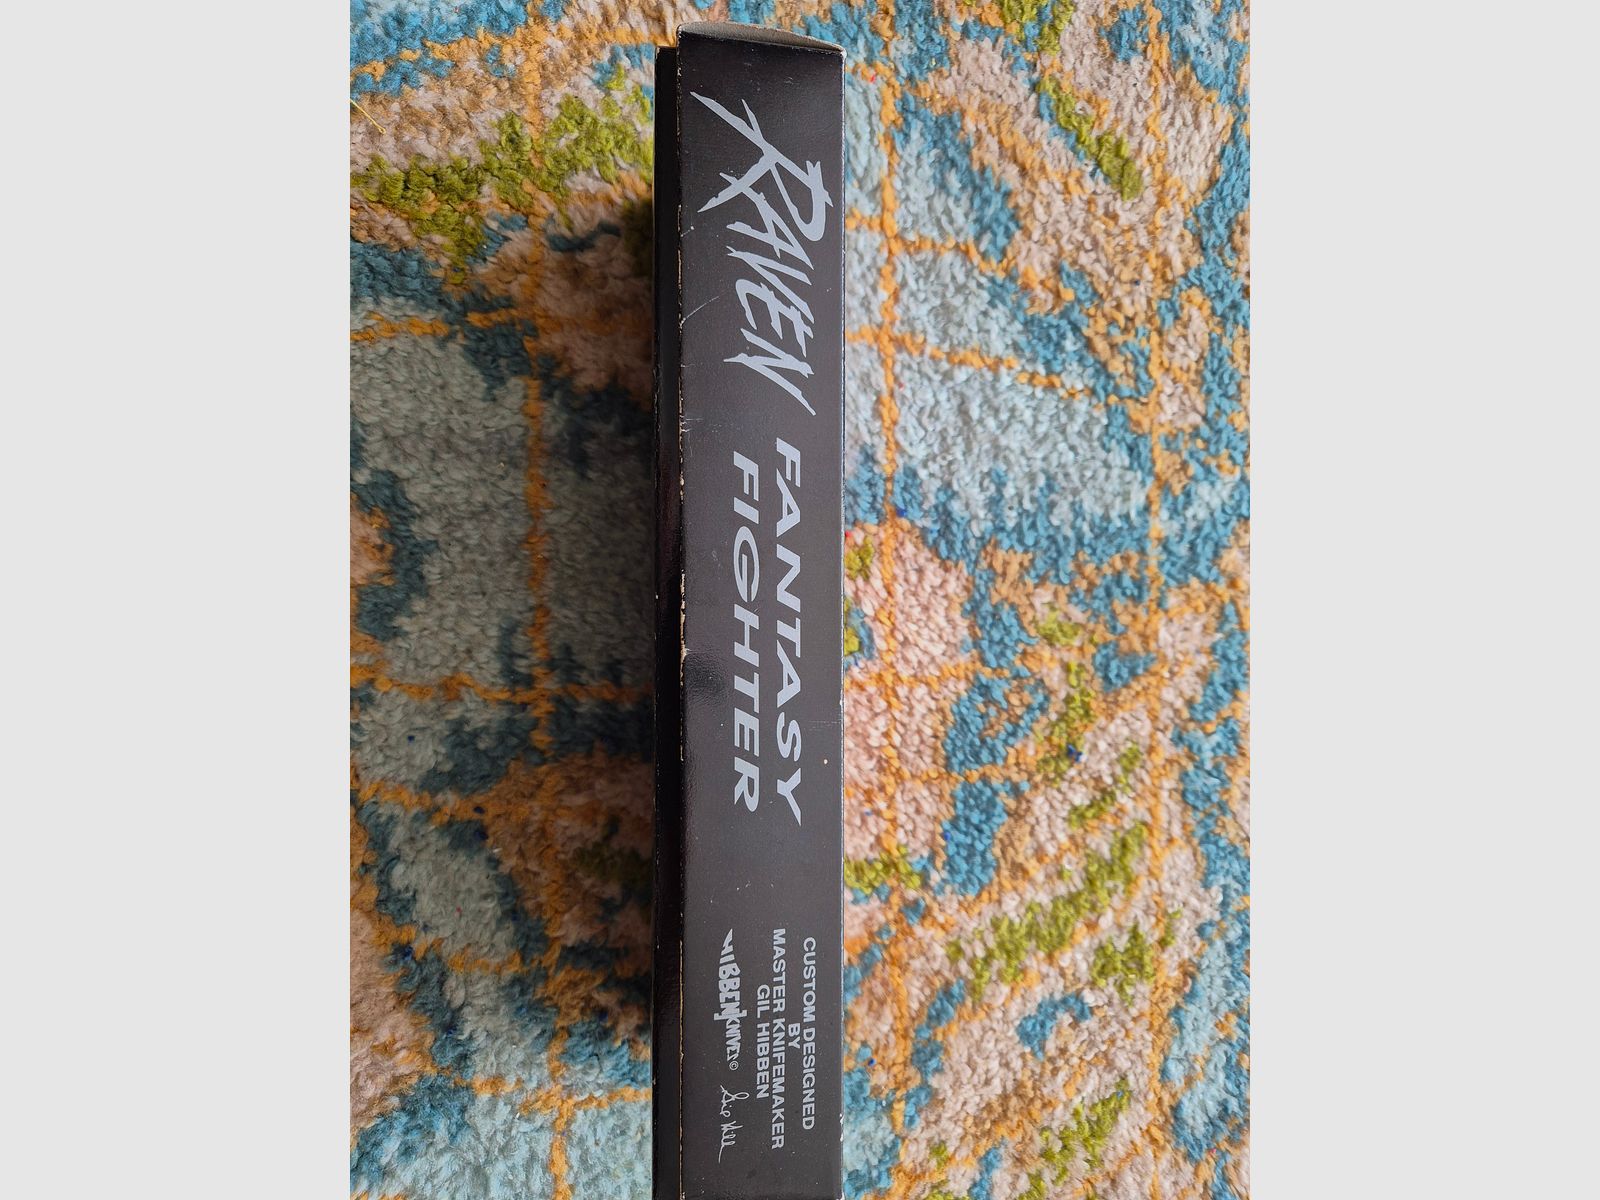 RAVEN
FANTASY
FIGHTER
CUSTOM DESIGNED
BY
MASTER KNIFEMAKER
GIL HIBBEN
HIBBEN KNIVES©